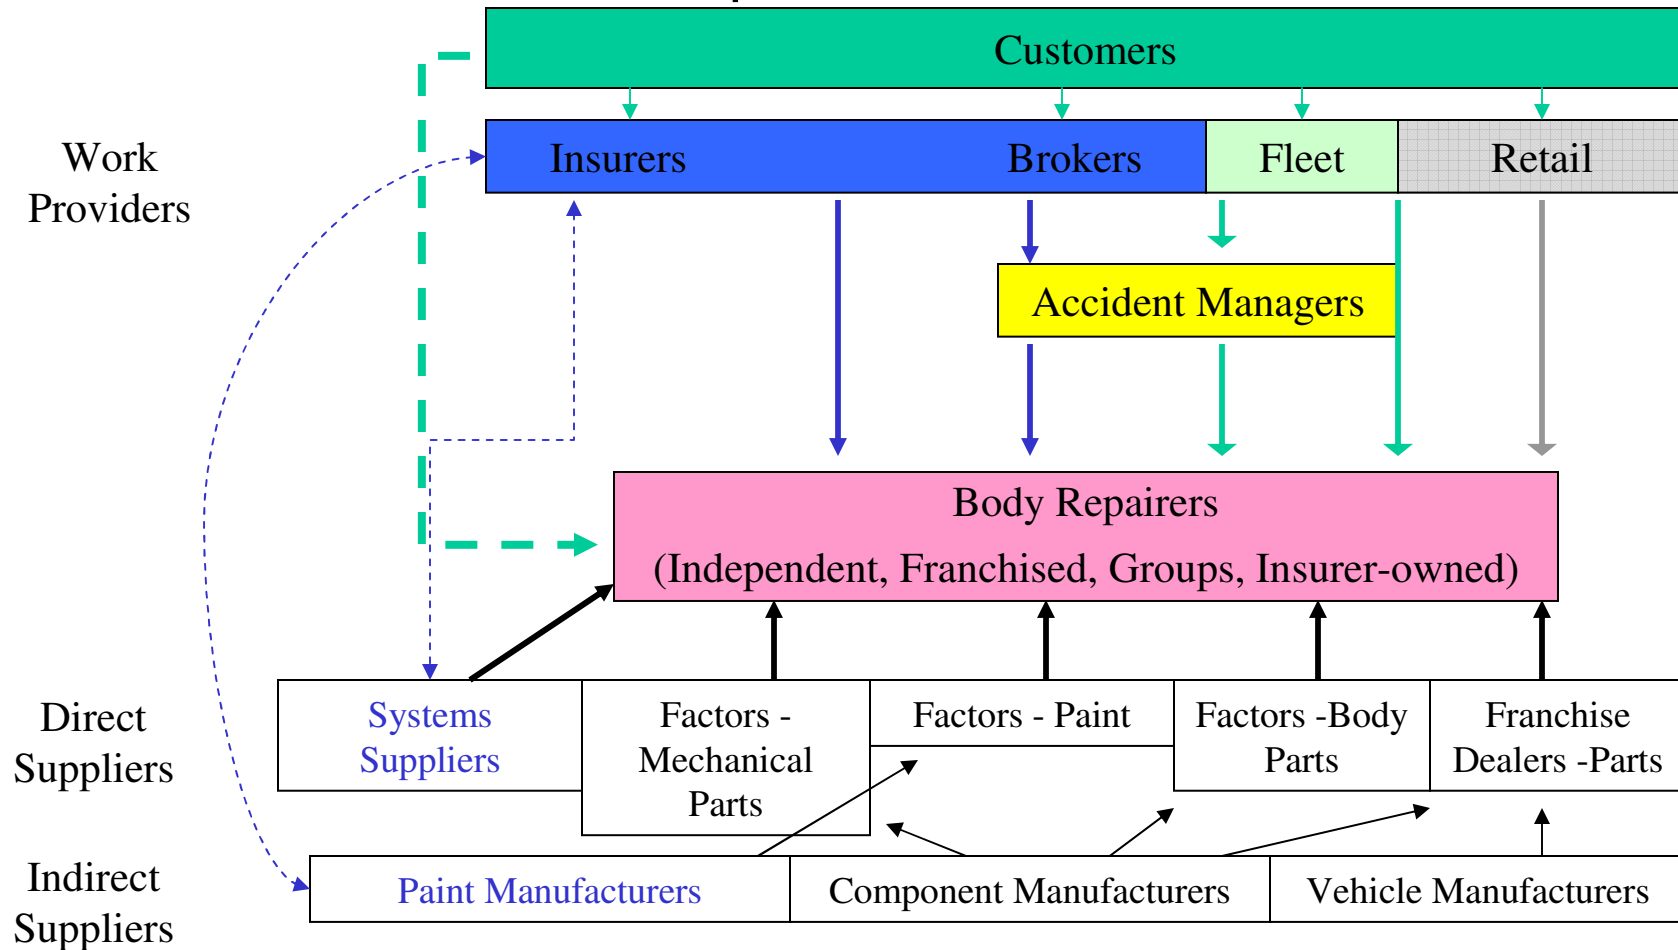 Customers
Work
Providers
Insurers
Brokers
Fleet
Retail
Accident Managers
Body Repairers
(Independent, Franchised, Groups, Insurer-owned)
Direct
Suppliers
Systems
Suppliers
Factors -
Mechanical
Parts
Factors - Paint
Factors -Body
Parts
Franchise
Dealers -Parts
Indirect
Suppliers
Paint Manufacturers
Component Manufacturers
Vehicle Manufacturers